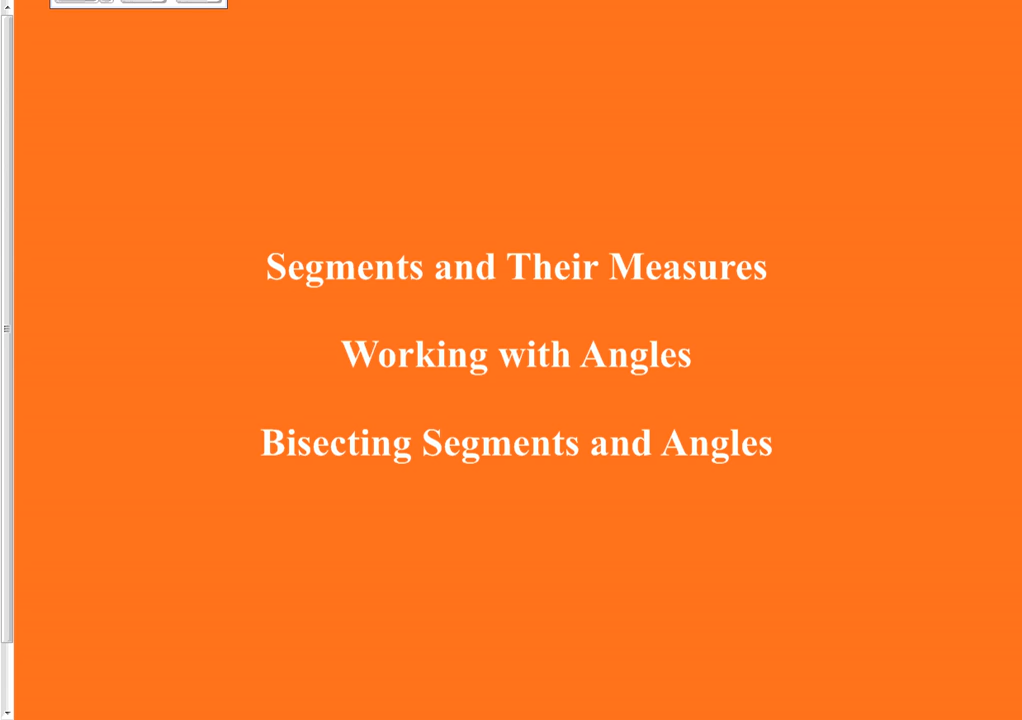 Segments and Their Measures
Working with Angles
Bisecting Segments and Angles